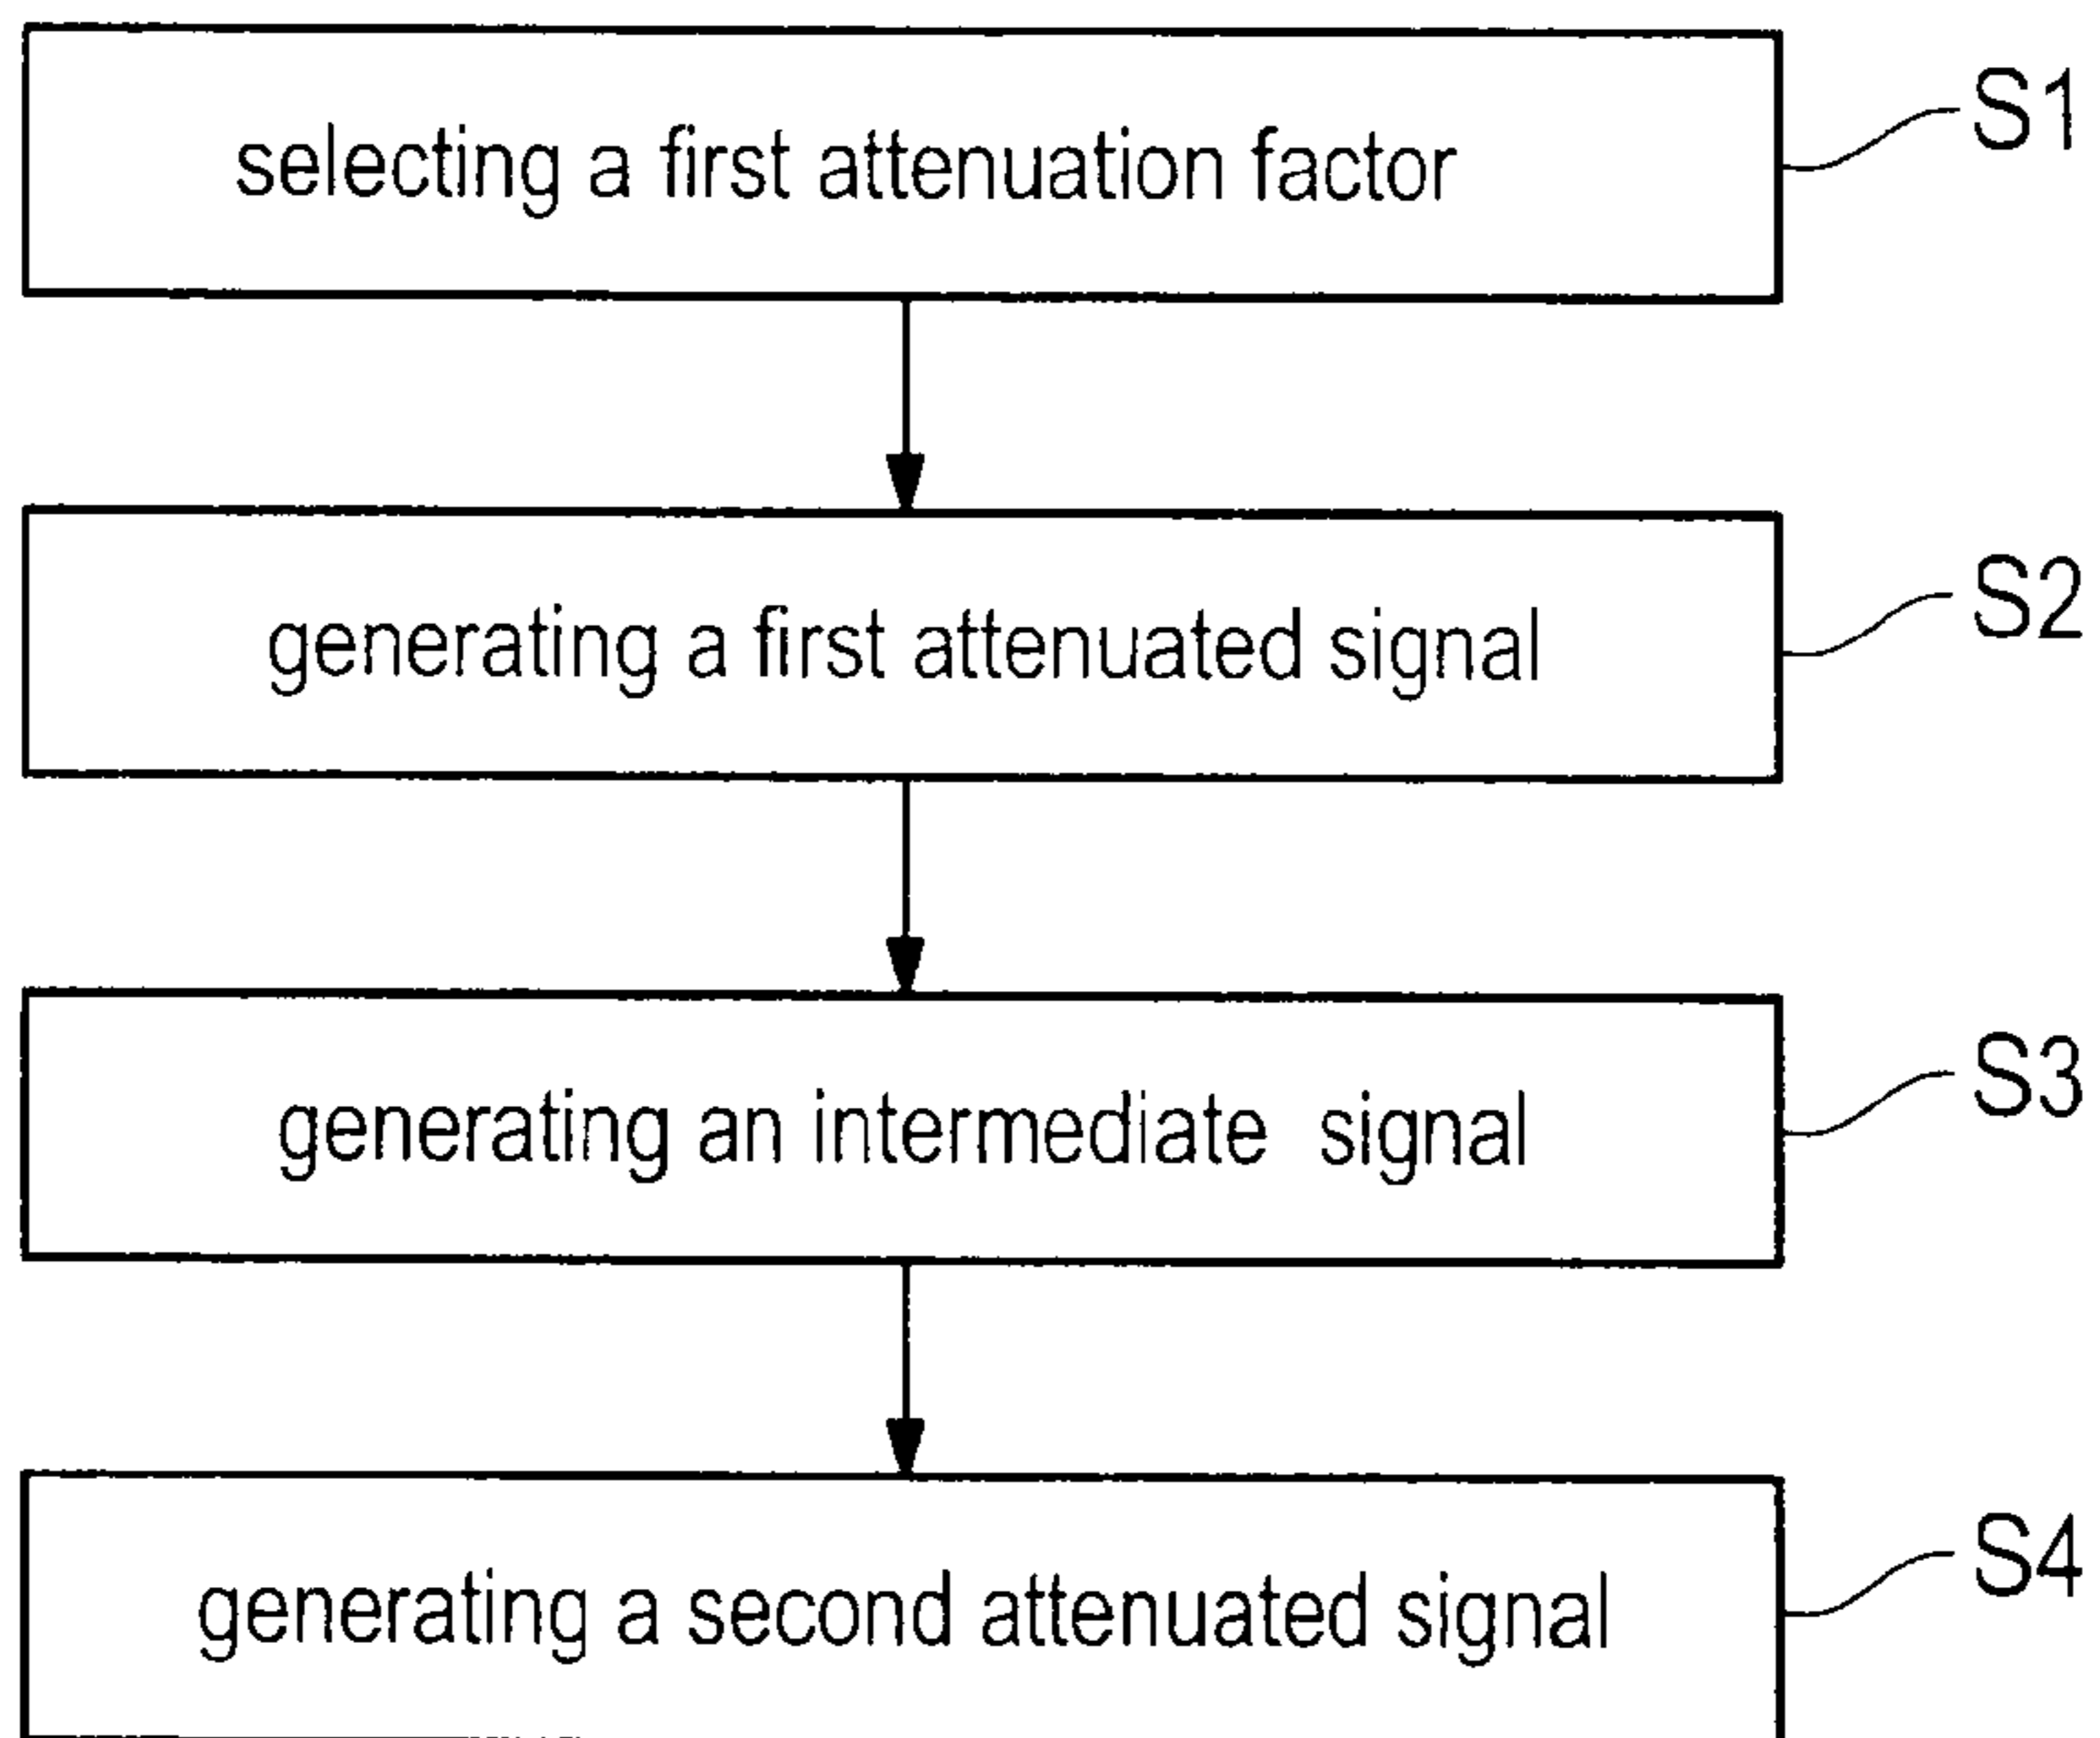 selecting a first attenuation factor
S1
generating a first attenuated signal
S2
generating an intermediate signal
S3
generating a second attenuated signal
S4